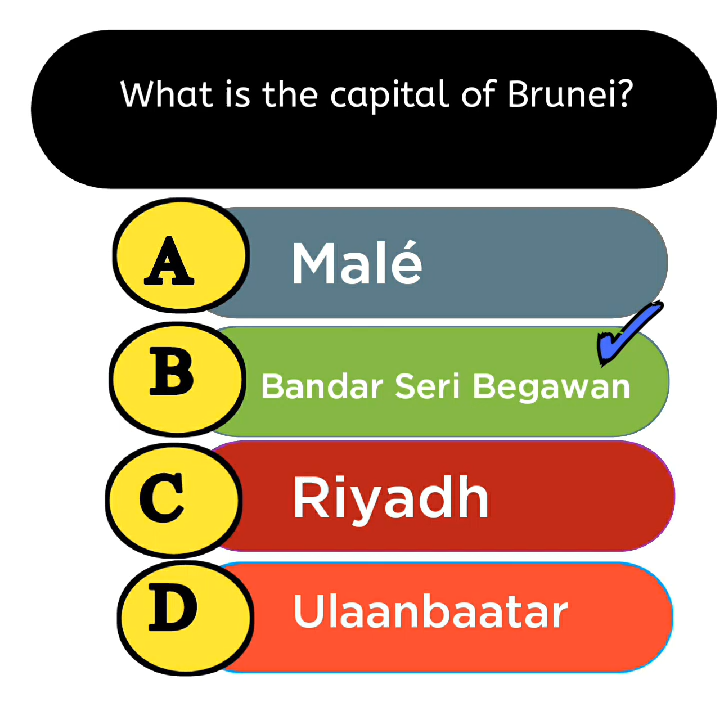 What is the capital of Brunei?
A Malé
B Bandar Seri Begawan
C Riyadh
D Ulaanbaatar